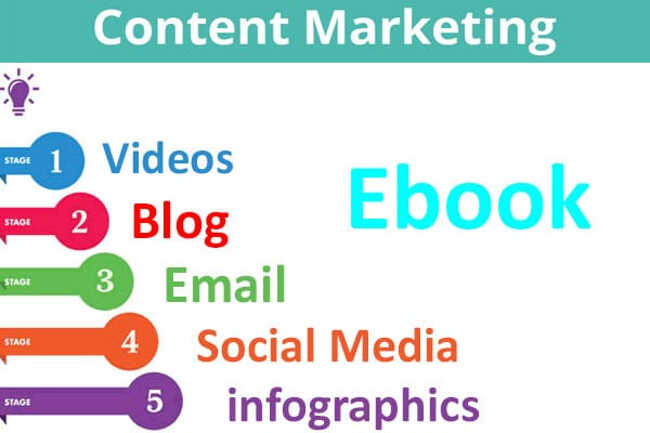 Content Marketing
STAGE 1 Videos
Ebook
STAGE 2 Blog
STAGE 3 Email
STAGE 4 Social Media
STAGE 5 infographics